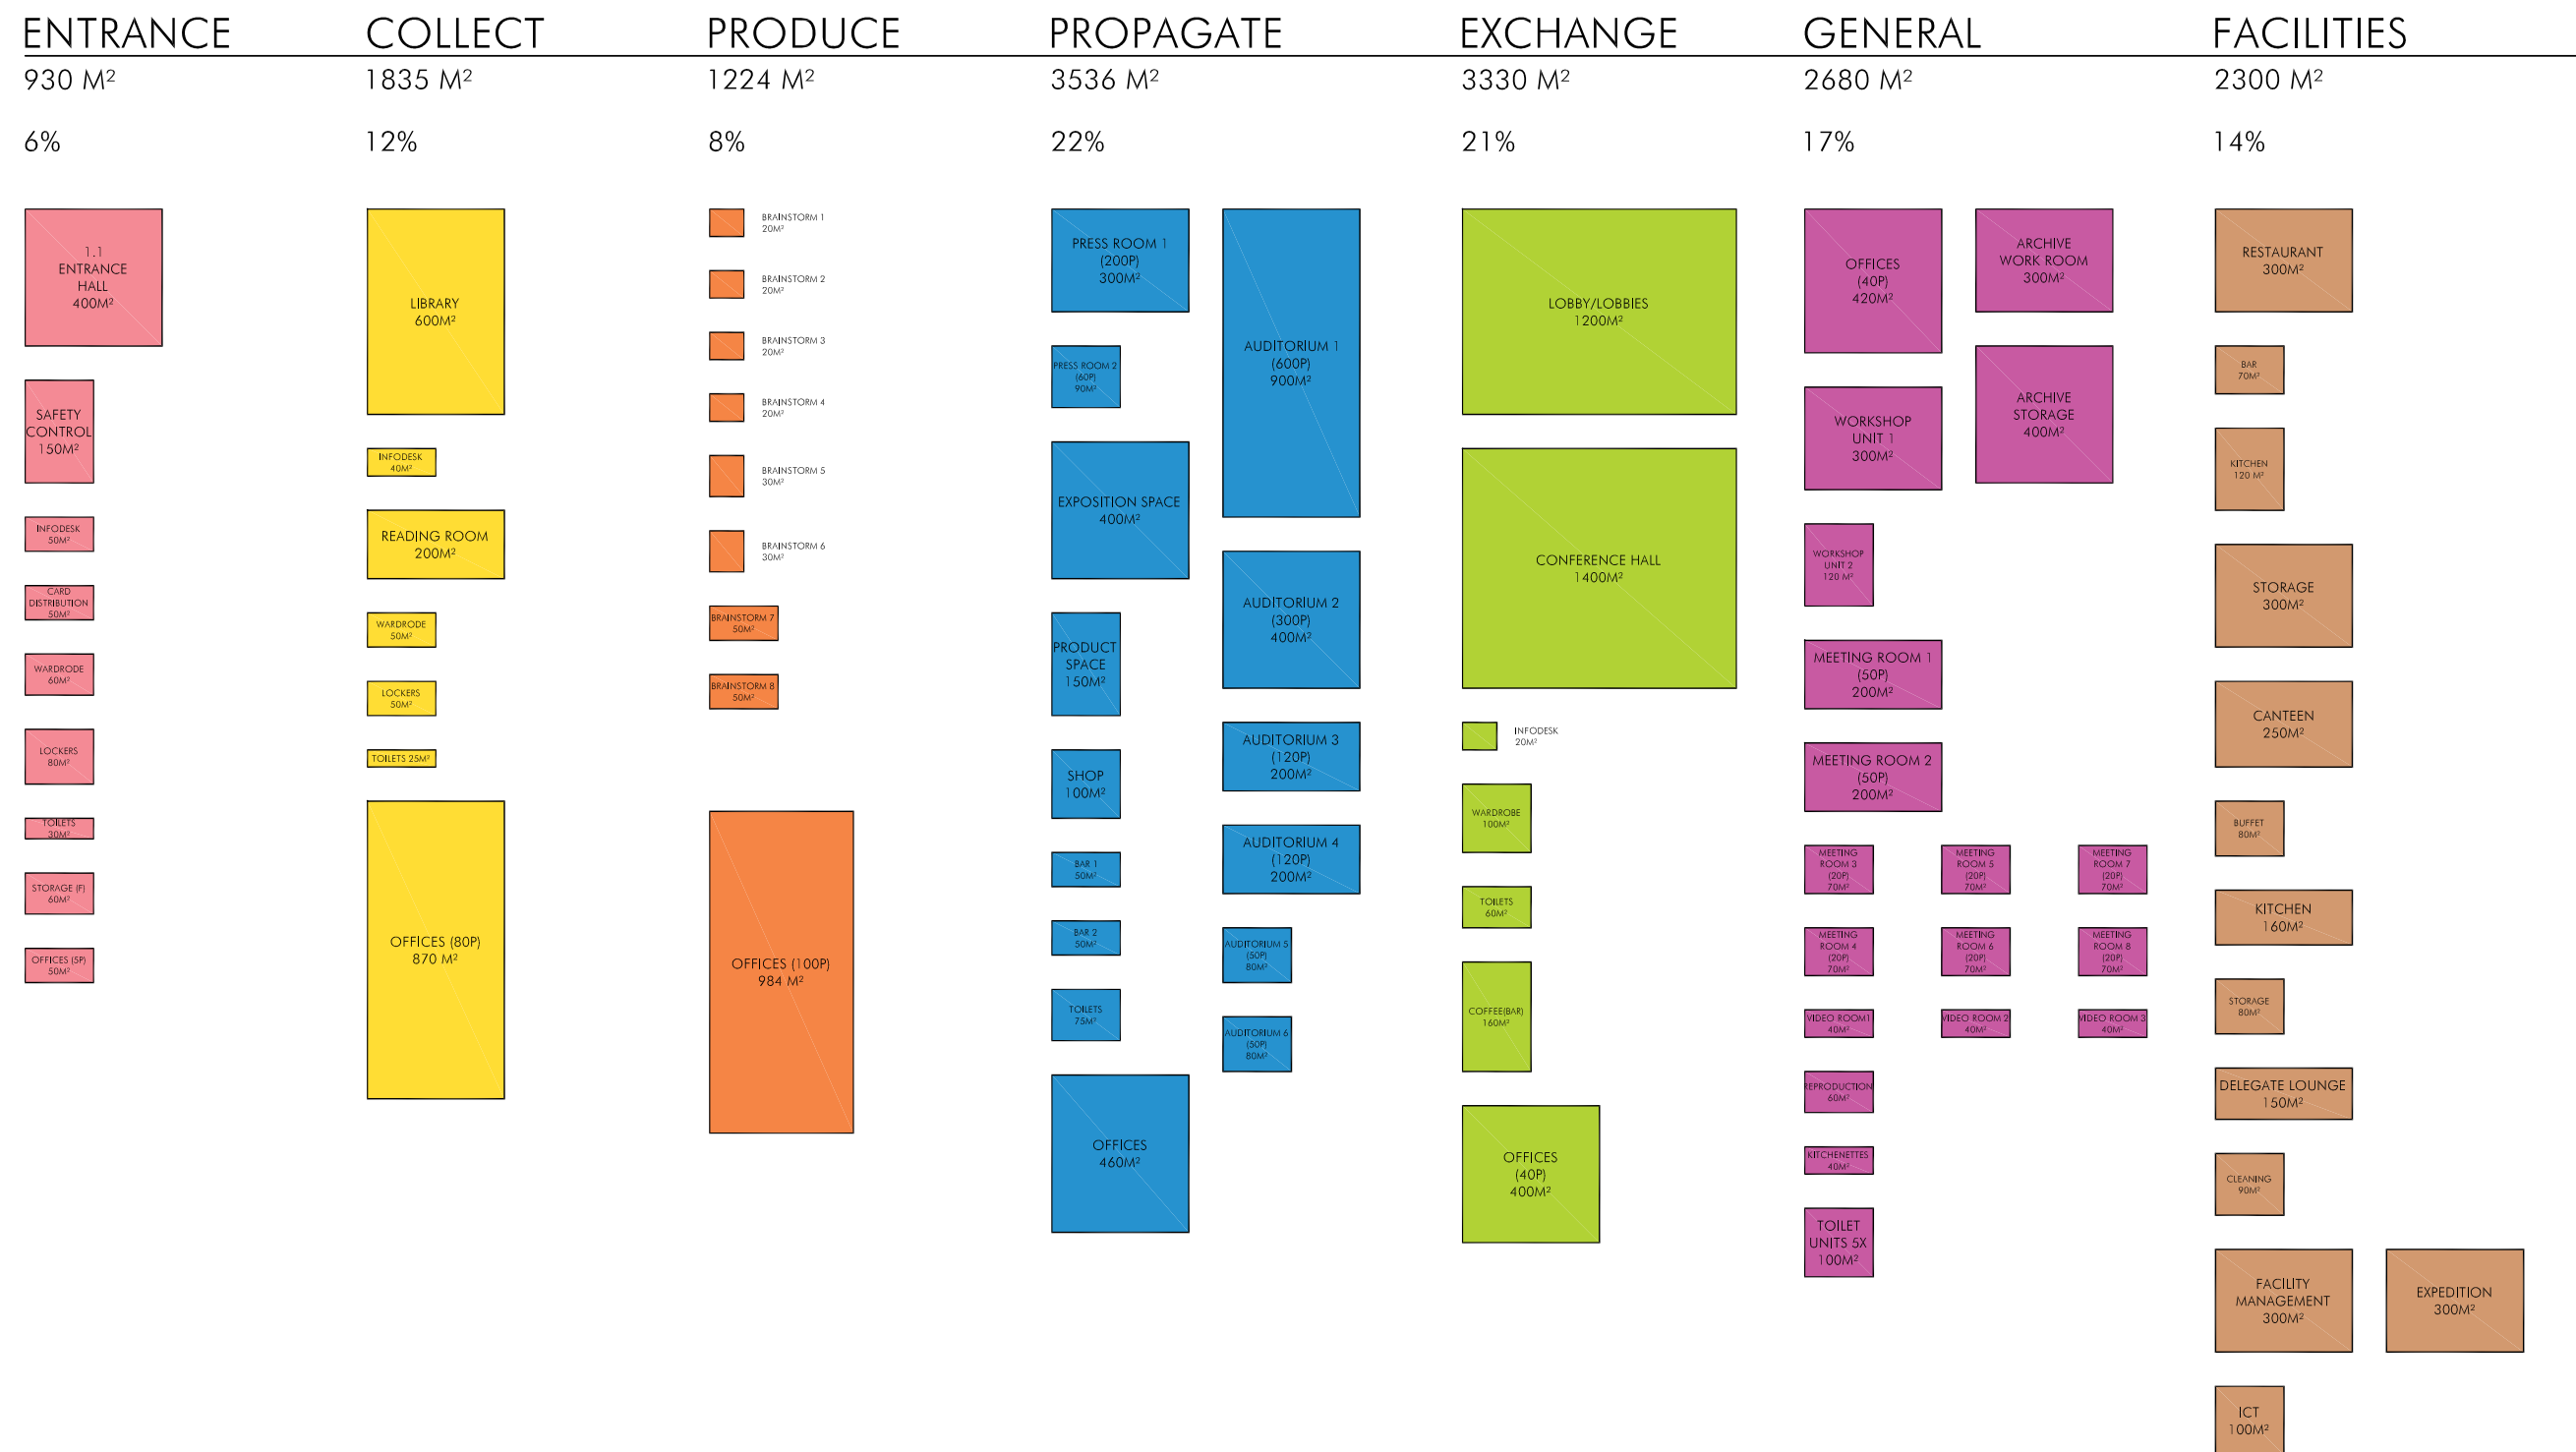 ENTRANCE
930 M²
6%
1.1
ENTRANCE
HALL
400M²
SAFETY
CONTROL
150M²
INFODESK
50M²
CARD
DISTRIBUTION
50M²
WARDRODE
60M²
LOCKERS
80M²
TOILETS
30M²
STORAGE (F)
60M²
OFFICES (5P)
50M²
COLLECT
1835 M²
12%
LIBRARY
600M²
INFODESK
40M²
READING ROOM
200M²
WARDRODE
50M²
LOCKERS
50M²
TOILETS 25M²
OFFICES (80P)
870 M²
PRODUCE
1224 M²
8%
BRAINSTORM 1
20M²
BRAINSTORM 2
20M²
BRAINSTORM 3
20M²
BRAINSTORM 4
20M²
BRAINSTORM 5
30M²
BRAINSTORM 6
30M²
BRAINSTORM 7
50M²
BRAINSTORM 8
50M²
OFFICES (100P)
984 M²
PROPAGATE
3536 M²
22%
PRESS ROOM 1
(200P)
300M²
PRESS ROOM 2
(60P)
90M²
EXPOSITION SPACE
400M²
PRODUCT
SPACE
150M²
SHOP
100M²
BAR 1
50M²
BAR 2
50M²
TOILETS
75M²
OFFICES
460M²
AUDITORIUM 1
(600P)
900M²
AUDITORIUM 2
(300P)
400M²
AUDITORIUM 3
(120P)
200M²
AUDITORIUM 4
(120P)
200M²
AUDITORIUM 5
(50P)
80M²
AUDITORIUM 6
(50P)
80M²
EXCHANGE
3330 M²
21%
LOBBY/LOBBIES
1200M²
CONFERENCE HALL
1400M²
INFODESK
20M²
WARDROBE
100M²
TOILETS
60M²
COFFEE(BAR)
160M²
OFFICES
(40P)
400M²
GENERAL
2680 M²
17%
OFFICES
(40P)
420M²
ARCHIVE
WORK ROOM
300M²
WORKSHOP
UNIT 1
300M²
ARCHIVE
STORAGE
400M²
WORKSHOP
UNIT 2
120 M²
MEETING ROOM 1
(50P)
200M²
MEETING ROOM 2
(50P)
200M²
MEETING
ROOM 3
(20P)
70M²
MEETING
ROOM 5
(20P)
70M²
MEETING
ROOM 7
(20P)
70M²
MEETING
ROOM 4
(20P)
70M²
MEETING
ROOM 6
(20P)
70M²
MEETING
ROOM 8
(20P)
70M²
VIDEO ROOM1
40M²
VIDEO ROOM 2
40M²
VIDEO ROOM 3
40M²
REPRODUCTION
60M²
KITCHENETTES
40M²
TOILET
UNITS 5X
100M²
FACILITIES
2300 M²
14%
RESTAURANT
300M²
BAR
70M²
KITCHEN
120 M²
STORAGE
300M²
CANTEEN
250M²
BUFFET
80M²
KITCHEN
160M²
STORAGE
80M²
DELEGATE LOUNGE
150M²
CLEANING
90M²
FACILITY
MANAGEMENT
300M²
EXPEDITION
300M²
ICT
100M²